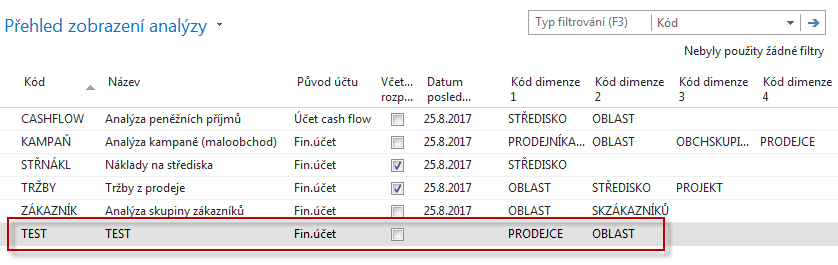 Přehled zobrazení analýzy
Typ filtrování (F3) Kód
Nebyly použity žádné filtry
Kód Název Původ účtu Včet... rozp... Datum posled... Kód dimenze 1 Kód dimenze 2 Kód dimenze 3 Kód dimenze 4
CASHFLOW Analýza peněžních příjmů Účet cash flow 25.8.2017 STŘEDISKO OBLAST
KAMPAŇ Analýza kampaně (maloobchod) Fin.účet 25.8.2017 PRODEJNÍKA... OBLAST OBCHSKUPI... PRODEJCE
STŘNÁKL Náklady na střediska Fin.účet 25.8.2017 STŘEDISKO
TRŽBY Tržby z prodeje Fin.účet 25.8.2017 OBLAST STŘEDISKO PROJEKT
ZÁKAZNÍK Analýza skupiny zákazníků Fin.účet 25.8.2017 OBLAST SKZÁKAZNÍKŮ
TEST TEST Fin.účet PRODEJCE OBLAST